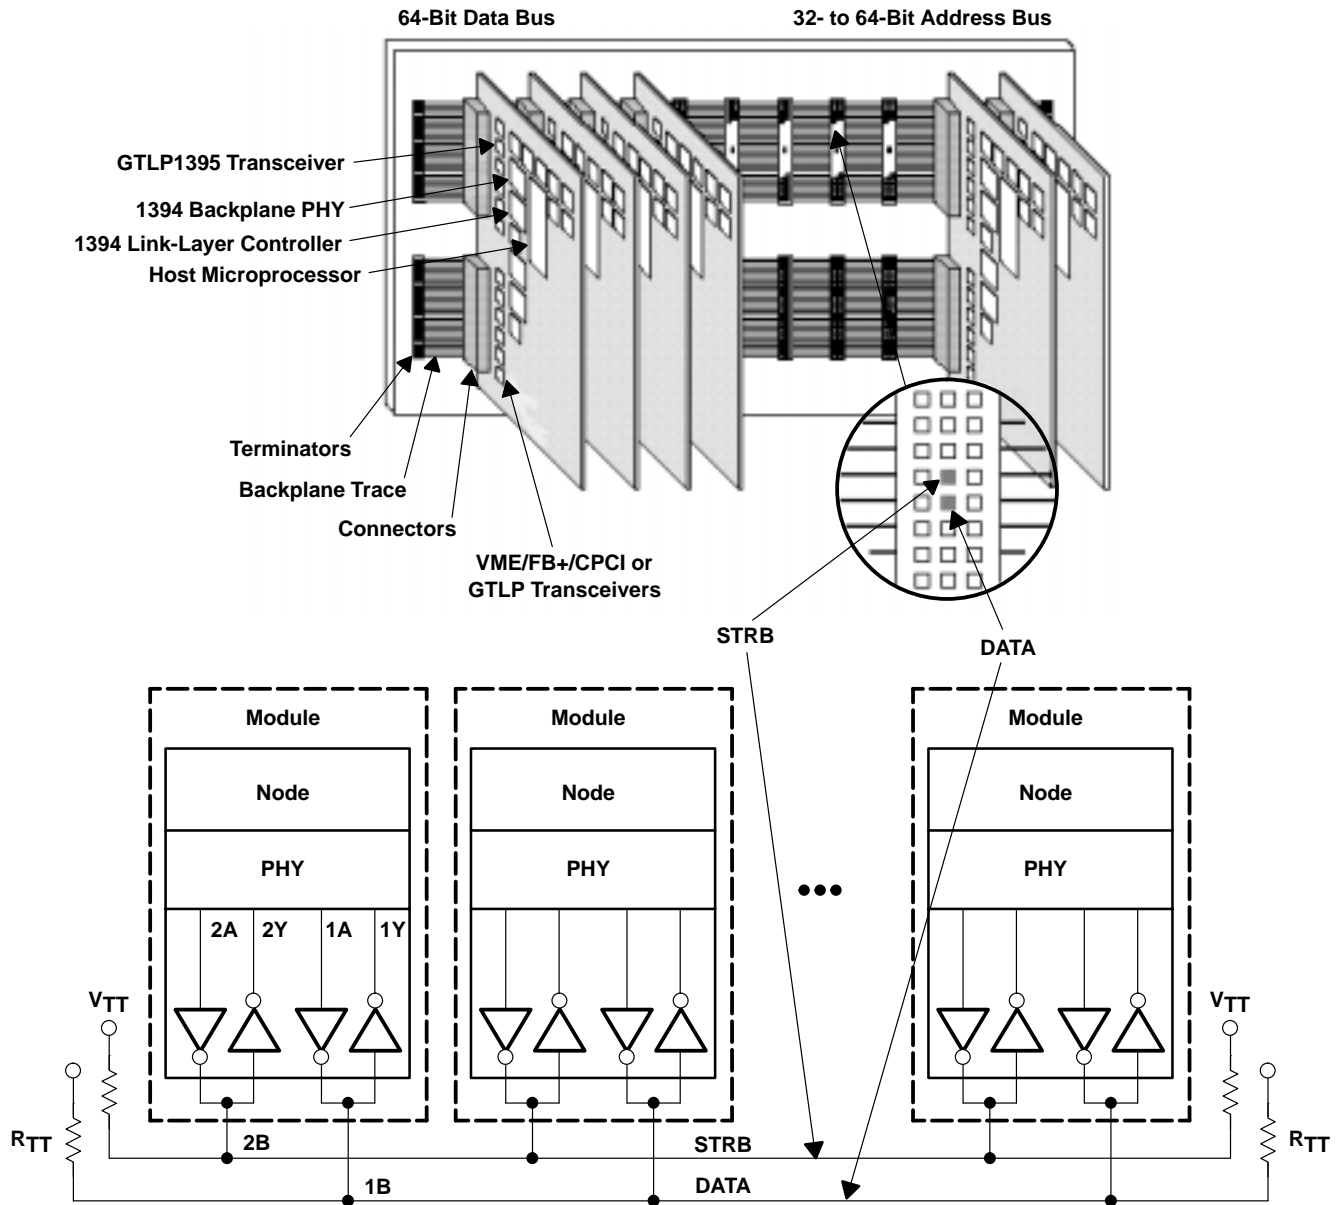 64-Bit Data Bus
32- to 64-Bit Address Bus
GTLP1395 Transceiver
1394 Backplane PHY
1394 Link-Layer Controller
Host Microprocessor
Terminators
Backplane Trace
Connectors
VME/FB+/CPCI or
GTLP Transceivers
STRB
DATA
Module
Module
Module
Node
Node
Node
PHY
PHY
PHY
2A
2Y
1A
1Y
VTT
VTT
RTT
RTT
2B
STRB
1B
DATA